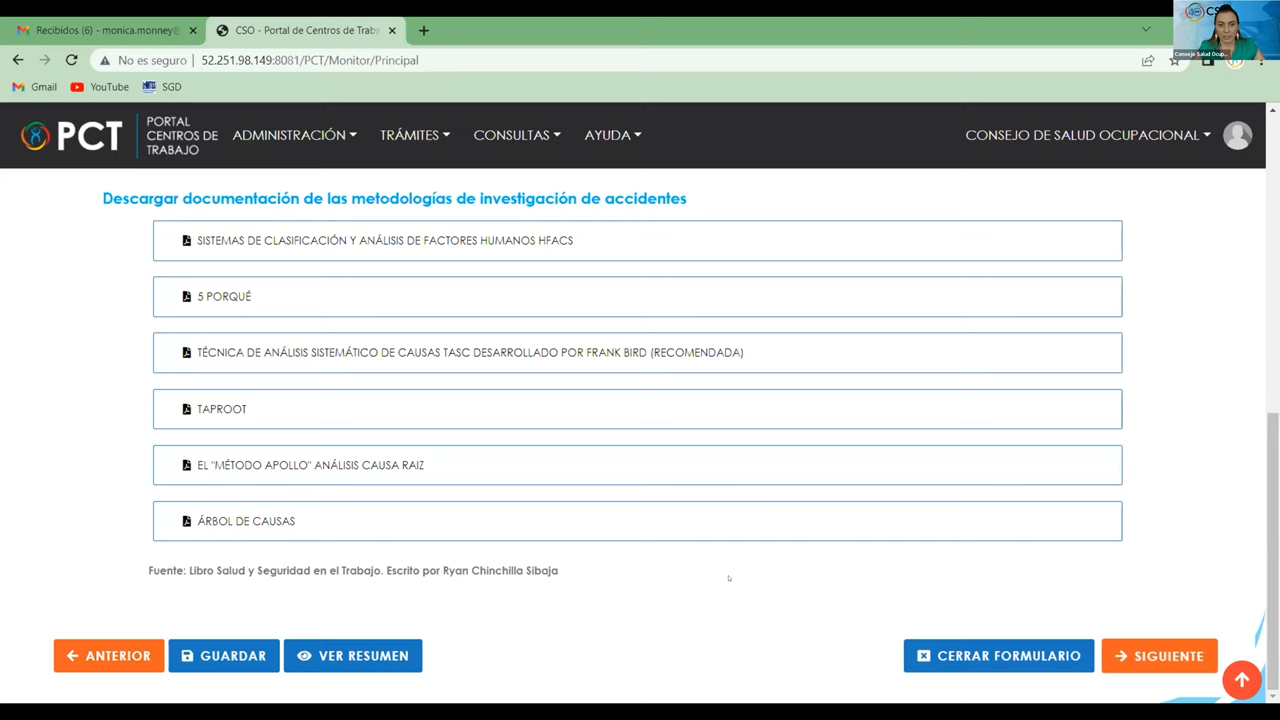 Recibidos (6) - monica.monney@
CSO - Portal de Centros de Traba
No es seguro
52.251.98.149:8081/PCT/Monitor/Principal
Gmail
YouTube
SGD
Consejo Salud Ocup...
PCT
PORTAL
CENTROS DE
TRABAJO
ADMINISTRACIÓN
TRÁMITES
CONSULTAS
AYUDA
CONSEJO DE SALUD OCUPACIONAL
Descargar documentación de las metodologías de investigación de accidentes
SISTEMAS DE CLASIFICACIÓN Y ANÁLISIS DE FACTORES HUMANOS HFACS
5 PORQUÉ
TÉCNICA DE ANÁLISIS SISTEMÁTICO DE CAUSAS TASC DESARROLLADO POR FRANK BIRD (RECOMENDADA)
TAPROOT
EL "MÉTODO APOLLO" ANÁLISIS CAUSA RAIZ
ÁRBOL DE CAUSAS
Fuente: Libro Salud y Seguridad en el Trabajo. Escrito por Ryan Chinchilla Sibaja
ANTERIOR
GUARDAR
VER RESUMEN
CERRAR FORMULARIO
SIGUIENTE